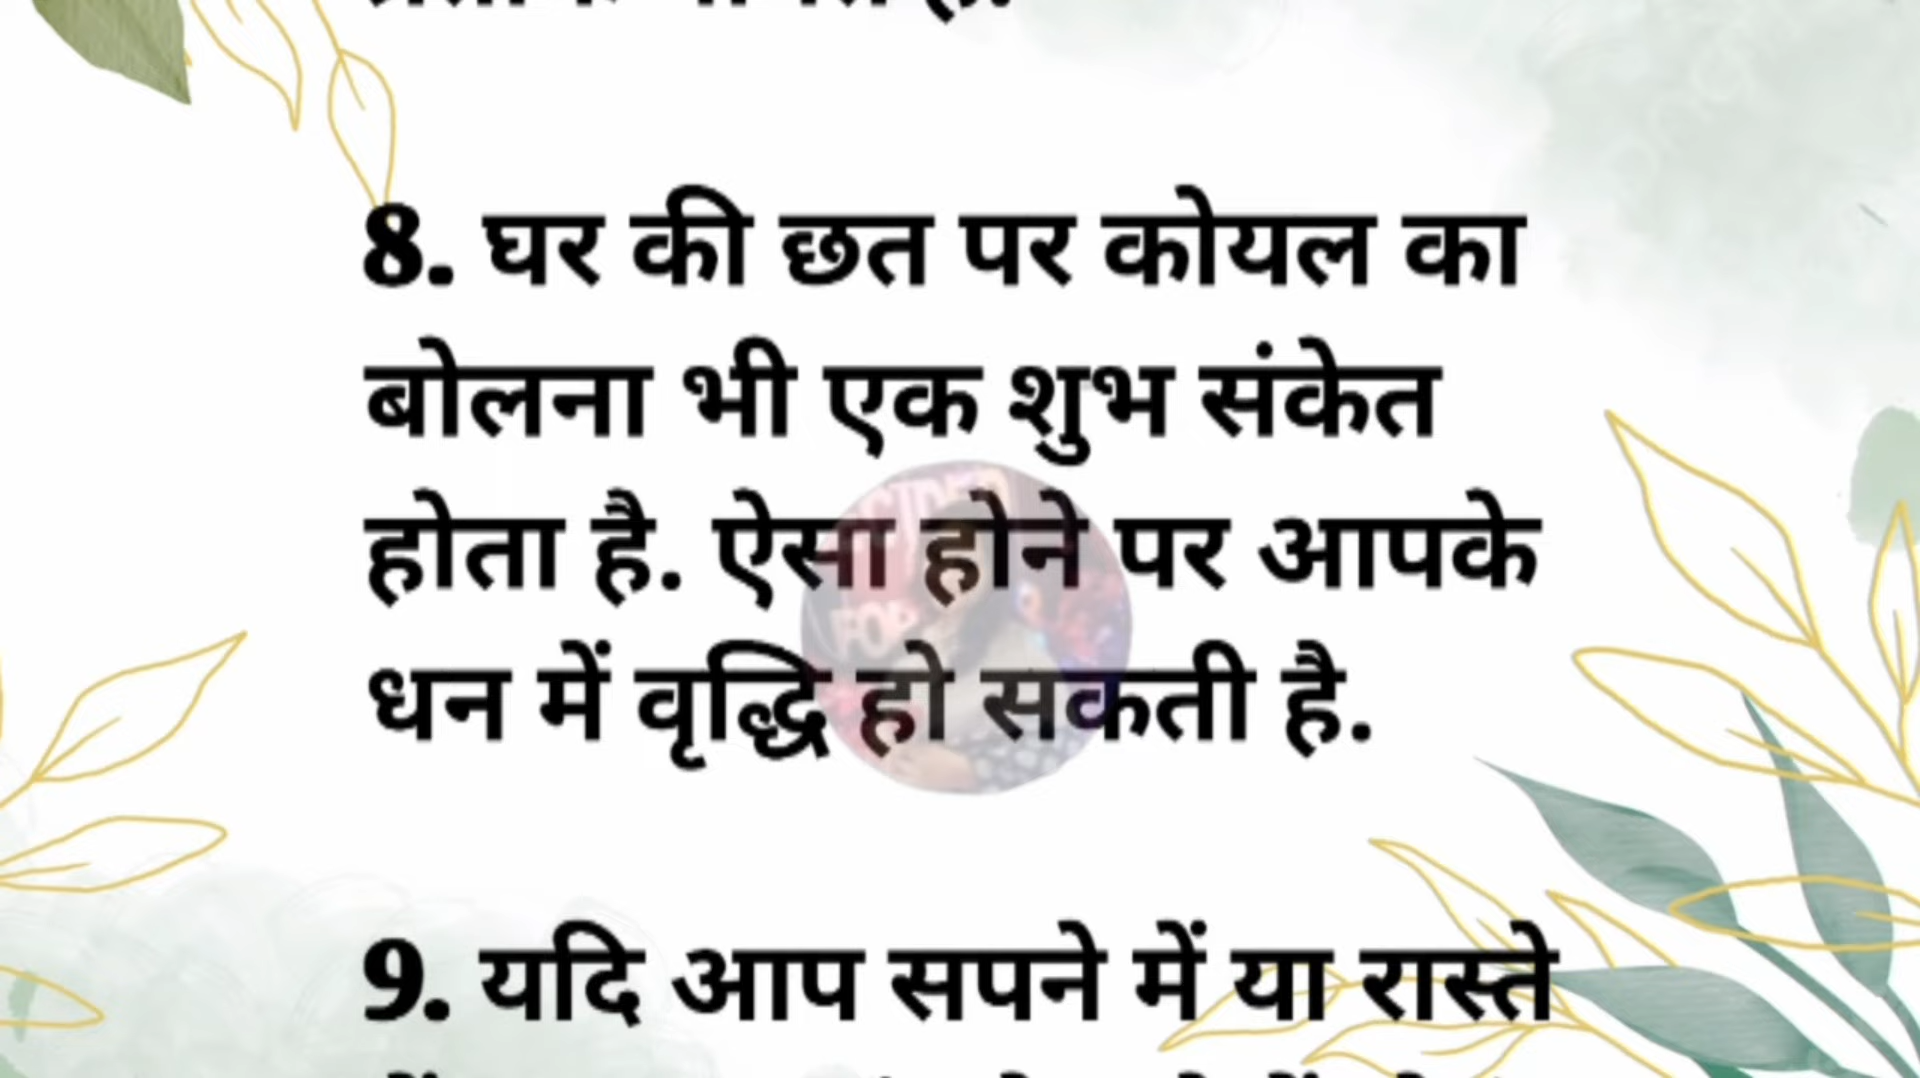 8. घर की छत पर कोयल का
बोलना भी एक शुभ संकेत
होता है. ऐसा होने पर आपके
धन में वृद्धि हो सकती है.
9. यदि आप सपने में या रास्ते